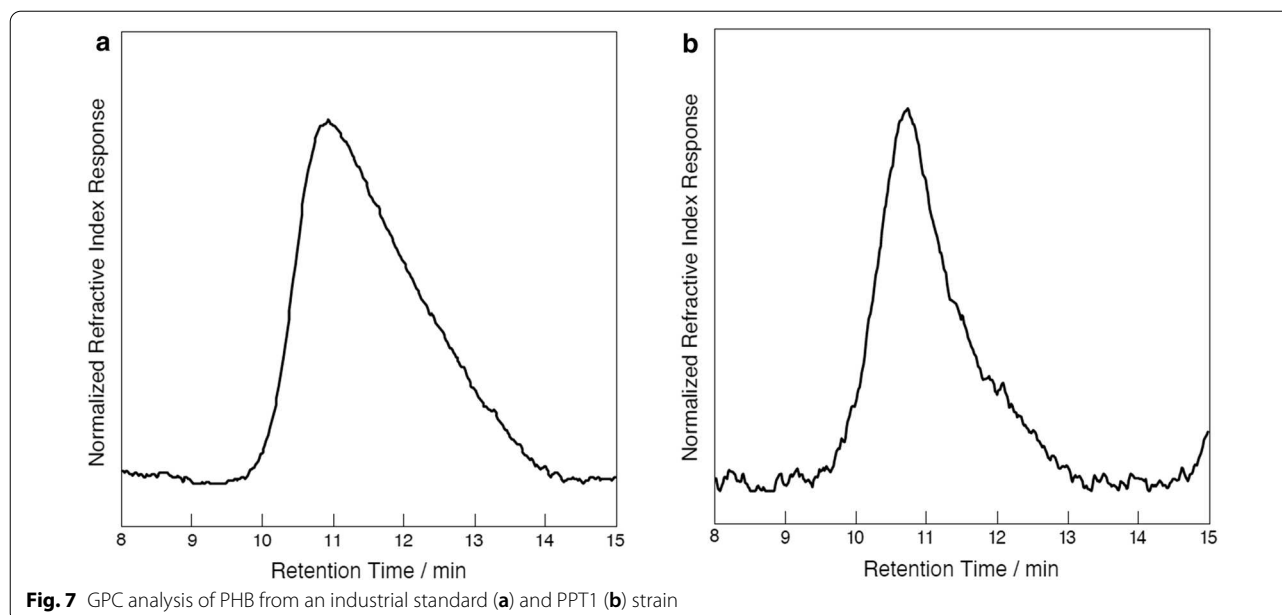 a
Normalized Refractive Index Response
8 9 10 11 12 13 14 15
Retention Time / min
b
Normalized Refractive Index Response
8 9 10 11 12 13 14 15
Retention Time / min
Fig. 7 GPC analysis of PHB from an industrial standard (a) and PPT1 (b) strain